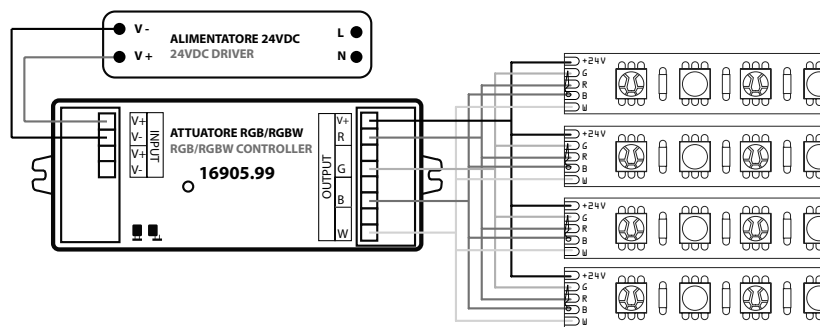 V -
V +
ALIMENTATORE 24VDC
24VDC DRIVER
L
N
V+
V-
V+
V-
INPUT
ATTUATORE RGB/RGBW
RGB/RGBW CONTROLLER
16905.99
OUTPUT
V+
R
G
B
W
+24V
G
R
B
W
+24V
G
R
B
W
+24V
G
R
B
W
+24V
G
R
B
W